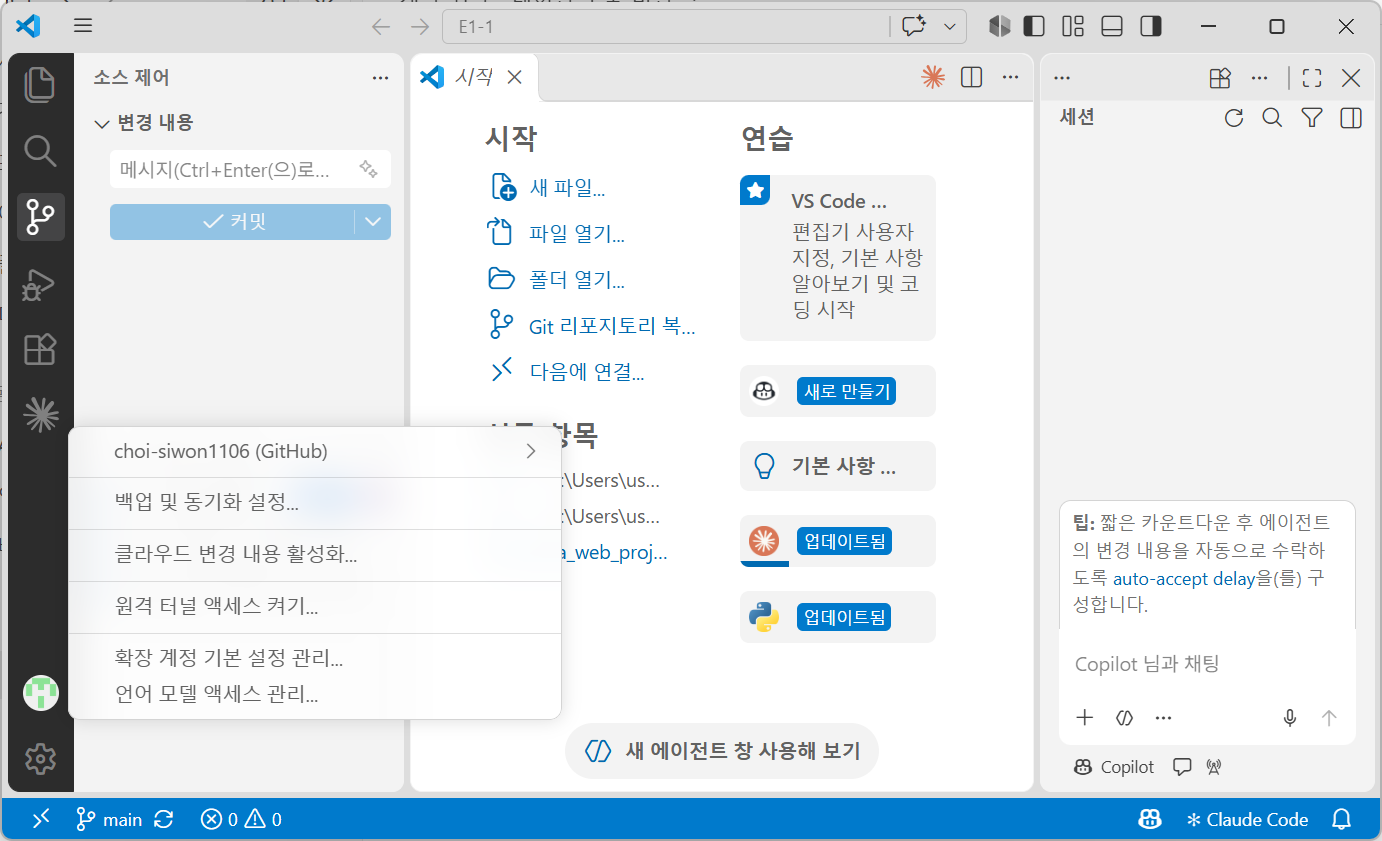 E1-1
소스 제어
변경 내용
메시지(Ctrl+Enter(으)로...
커밋
시작
시작
새 파일...
파일 열기...
폴더 열기...
Git 리포지토리 복...
다음에 연결...
항목
:\Users\us...
:\Users\us...
a_web_proj...
연습
VS Code ...
편집기 사용자
지정, 기본 사항
알아보기 및 코
딩 시작
새로 만들기
기본 사항 ...
업데이트됨
업데이트됨
새 에이전트 창 사용해 보기
choi-siwon1106 (GitHub)
백업 및 동기화 설정...
클라우드 변경 내용 활성화...
원격 터널 액세스 켜기...
확장 계정 기본 설정 관리...
언어 모델 액세스 관리...
세션
팁: 짧은 카운트다운 후 에이전트
의 변경 내용을 자동으로 수락하
도록 auto-accept delay을(를) 구
성합니다.
Copilot 님과 채팅
Copilot
main
0
0
Claude Code